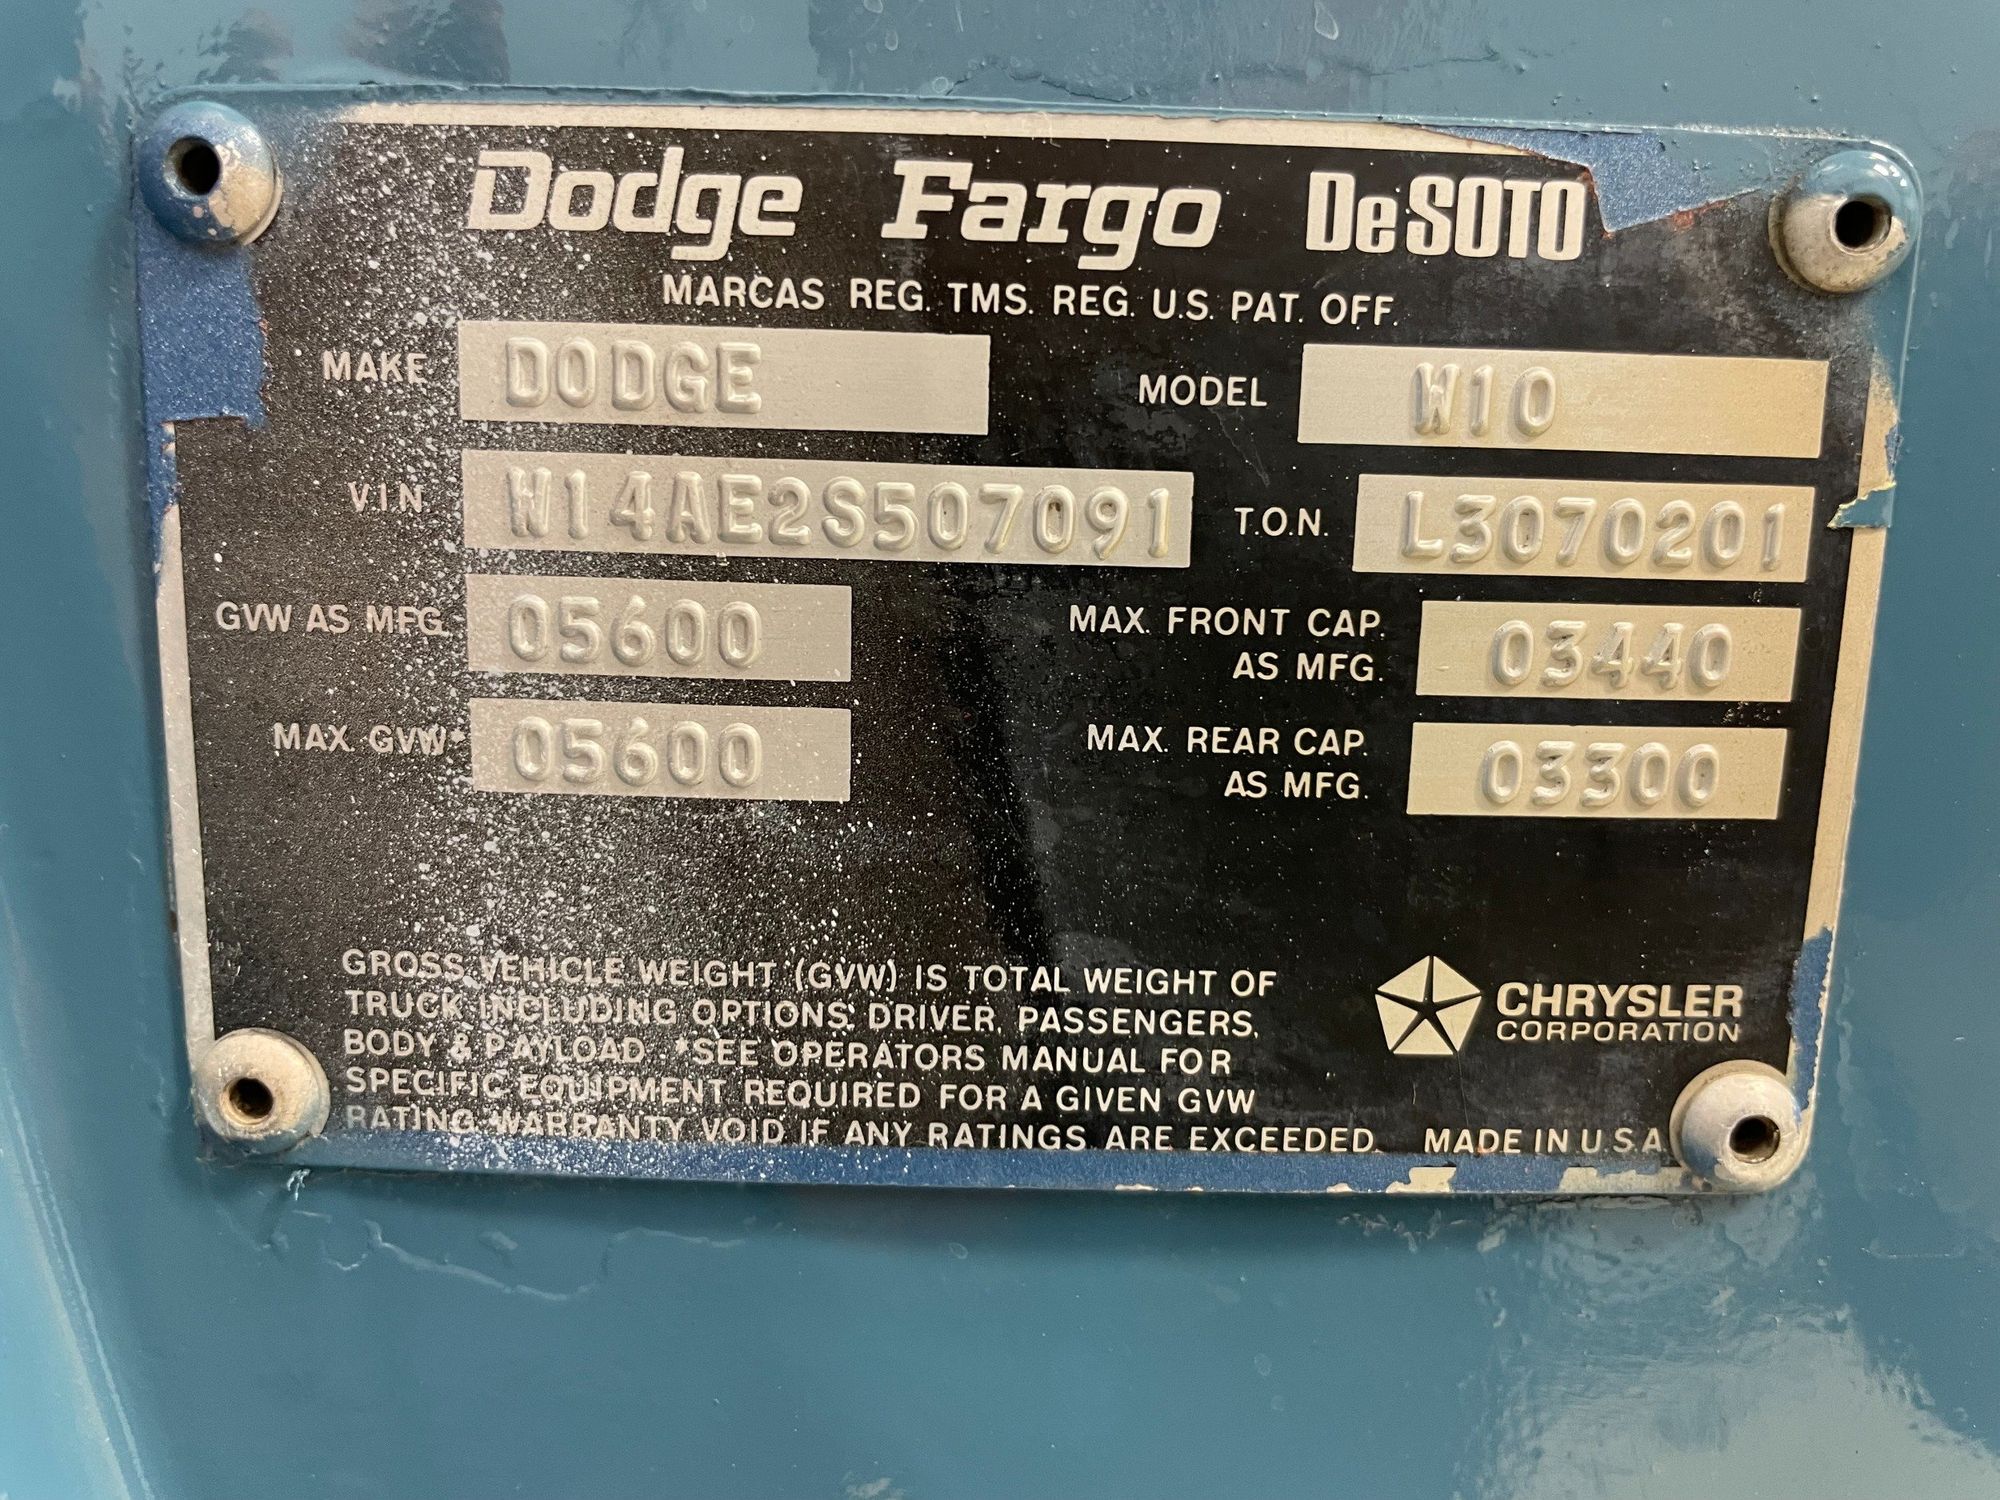 Dodge Fargo DeSOTO
MARCAS REG. TMS. REG. U.S. PAT. OFF.
MAKE DODGE MODEL W10
V.I.N. W14AE2S507091 T.O.N. L3070201
GVW AS MFG. 05600 MAX. FRONT CAP. AS MFG. 03440
MAX. GVW* 05600 MAX. REAR CAP. AS MFG. 03300
GROSS VEHICLE WEIGHT (GVW) IS TOTAL WEIGHT OF
TRUCK INCLUDING OPTIONS, DRIVER, PASSENGERS,
BODY & PAYLOAD. *SEE OPERATORS MANUAL FOR
SPECIFIC EQUIPMENT REQUIRED FOR A GIVEN GVW
RATING. WARRANTY VOID IF ANY RATINGS ARE EXCEEDED.
CHRYSLER
CORPORATION
MADE IN U.S.A.